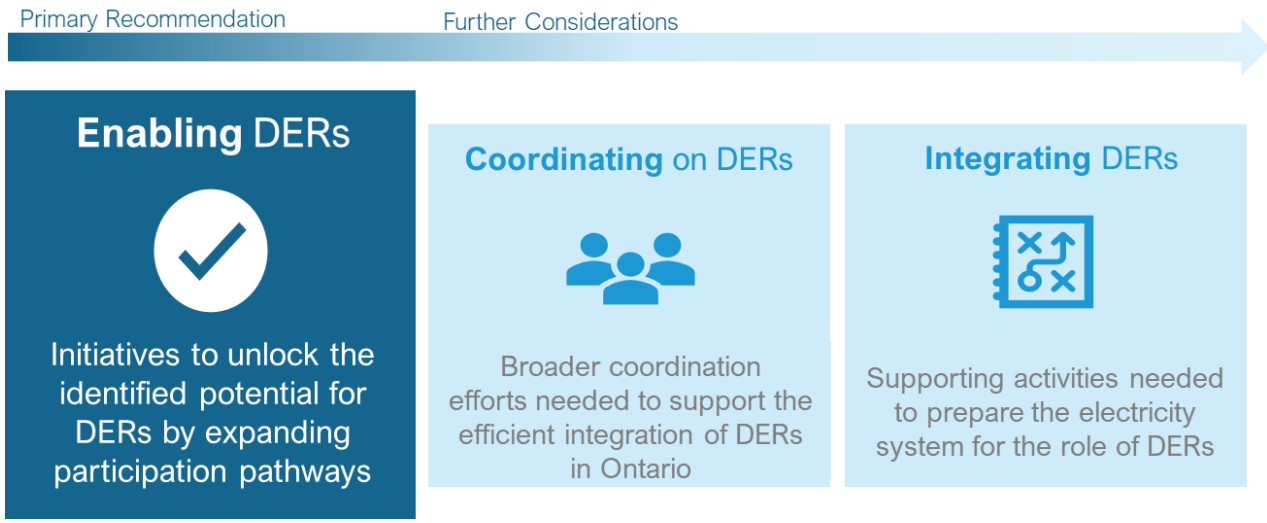 Primary Recommendation
Further Considerations
Enabling DERs
Initiatives to unlock the
identified potential for
DERs by expanding
participation pathways
Coordinating on DERs
Broader coordination
efforts needed to support the
efficient integration of DERs
in Ontario
Integrating DERs
Supporting activities needed
to prepare the electricity
system for the role of DERs